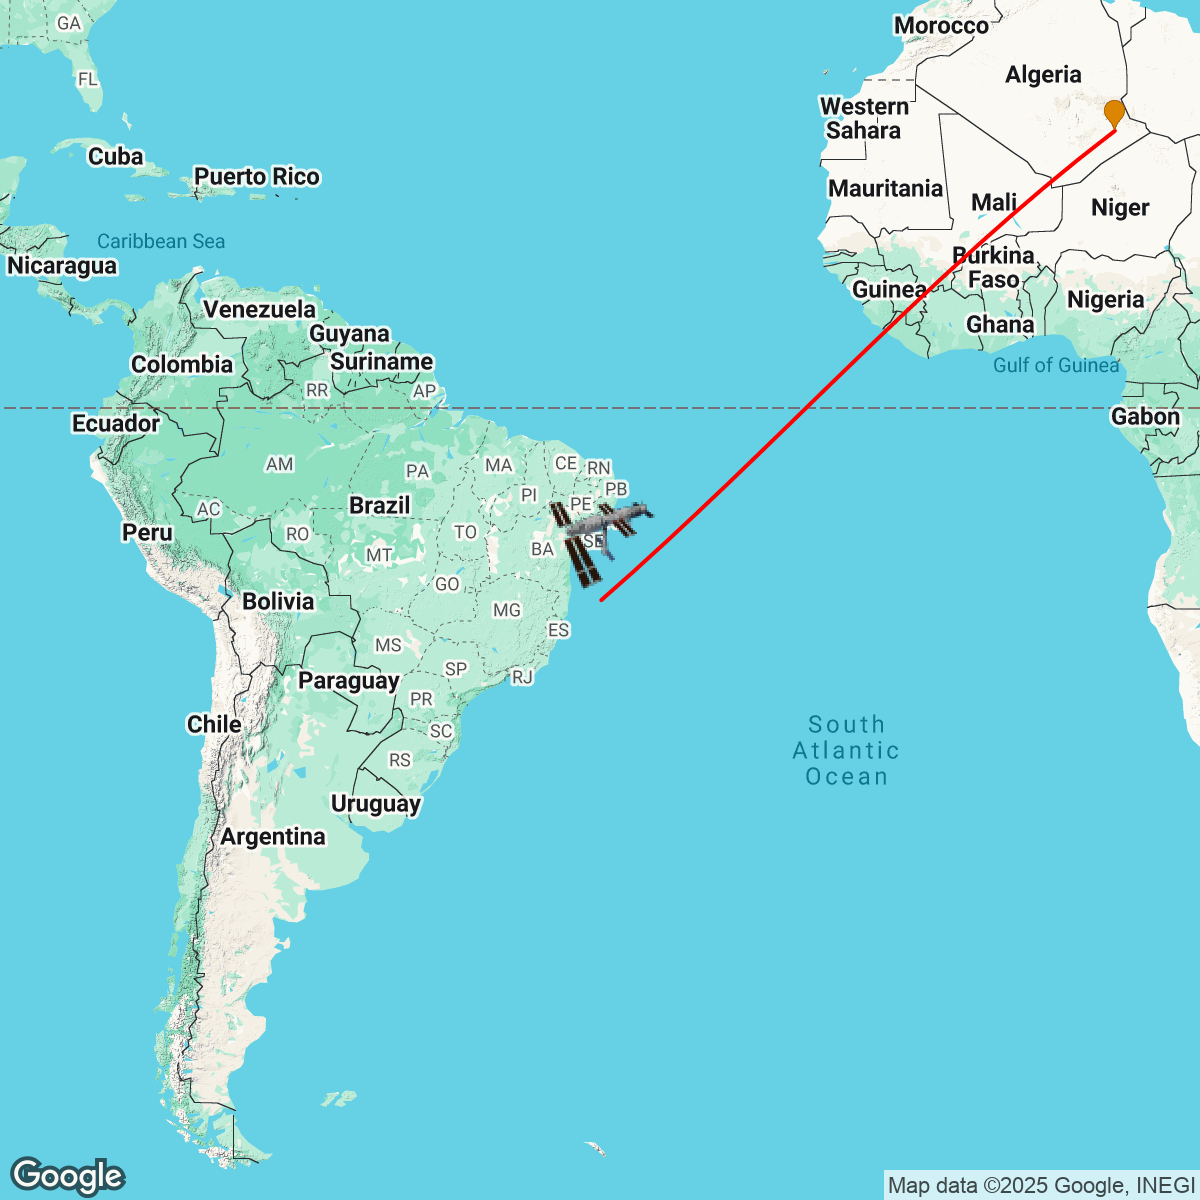 GA
Morocco
FL
Algeria
Western
Sahara
Cuba
Puerto Rico
Mauritania
Mali
Niger
Caribbean Sea
Nicaragua
Burkina
Faso
Guinea
Nigeria
Venezuela
Guyana
Ghana
Suriname
Colombia
Gulf of Guinea
RR
AP
Ecuador
Gabon
AM
PA
MA
CE
RN
PI
PE
PB
AC
Brazil
Peru
RO
TO
BA
SE
MT
GO
Bolivia
MG
ES
MS
SP
RJ
Paraguay
PR
Chile
SC
RS
South
Atlantic
Ocean
Uruguay
Argentina
Google
Map data ©2025 Google, INEGI